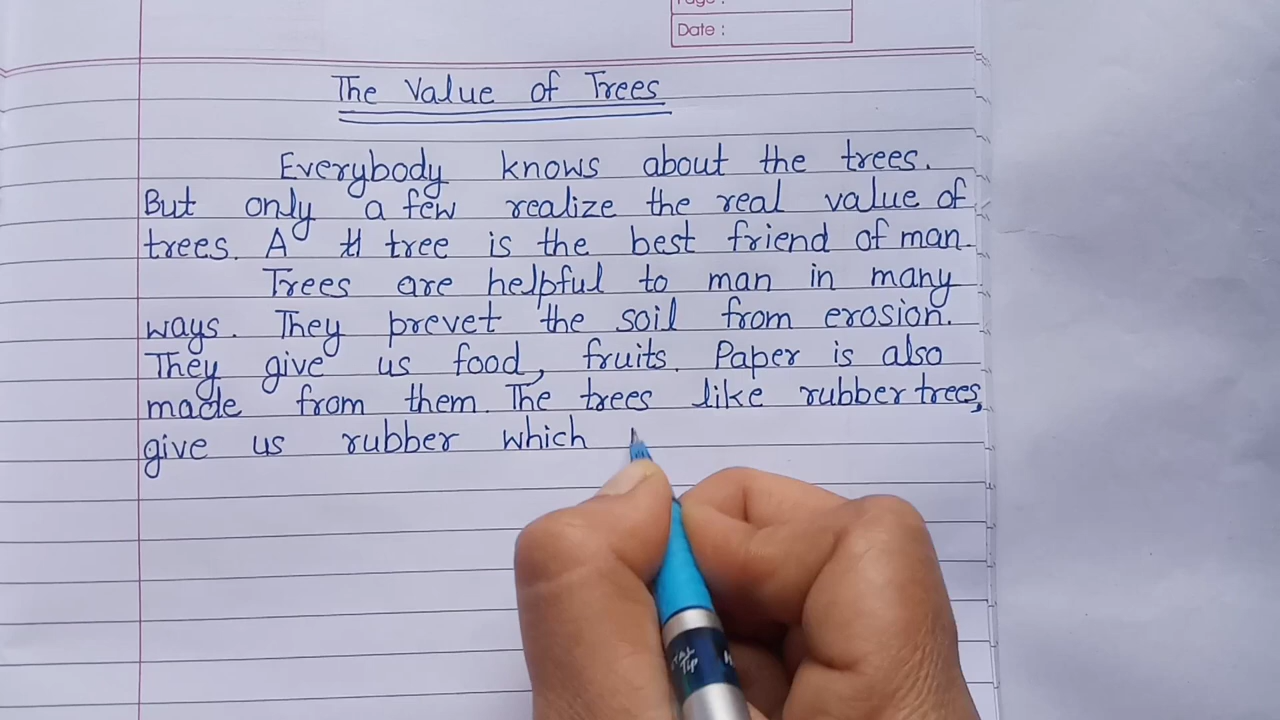 Page :
Date :
The Value of Trees
Everybody knows about the trees.
But only a few realize the real value of
trees. A tree is the best friend of man.
Trees are helpful to man in many
ways. They prevet the soil from erosion.
They give us food, fruits. Paper is also
made from them. The trees like rubber trees,
give us rubber which
Tip